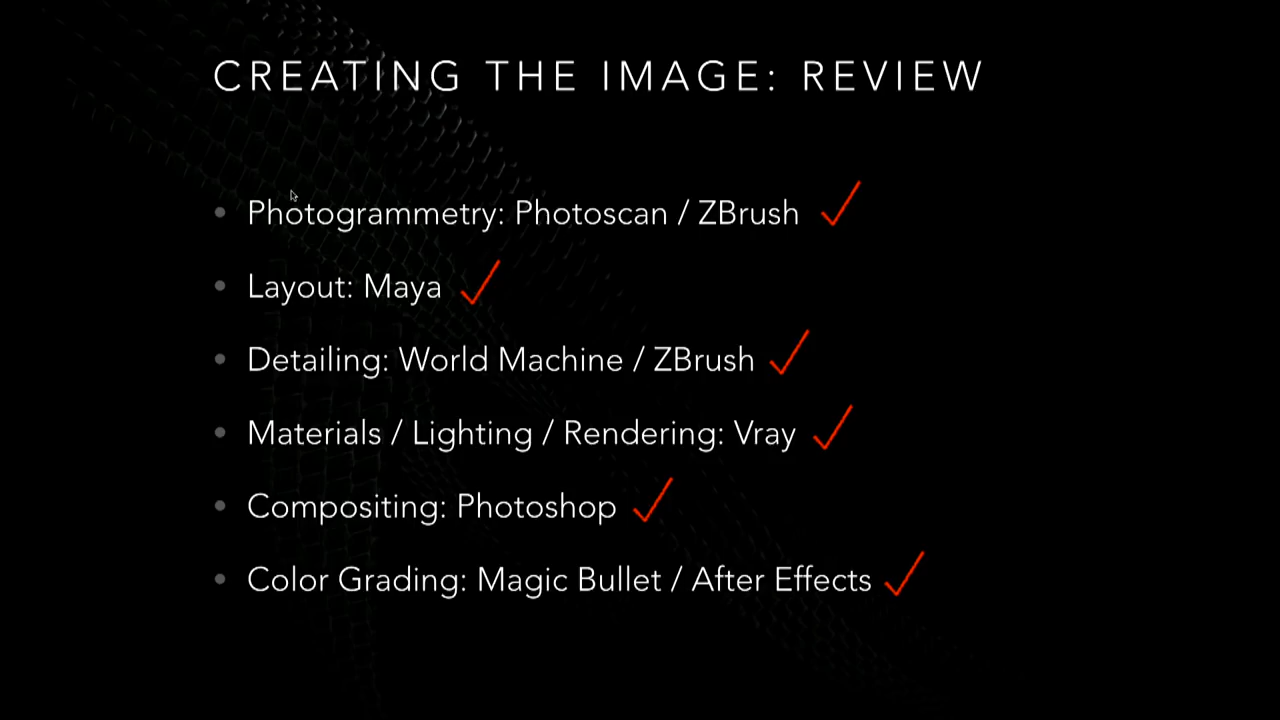 CREATING THE IMAGE: REVIEW
Photogrammetry: Photoscan / ZBrush
Layout: Maya
Detailing: World Machine / ZBrush
Materials / Lighting / Rendering: Vray
Compositing: Photoshop
Color Grading: Magic Bullet / After Effects